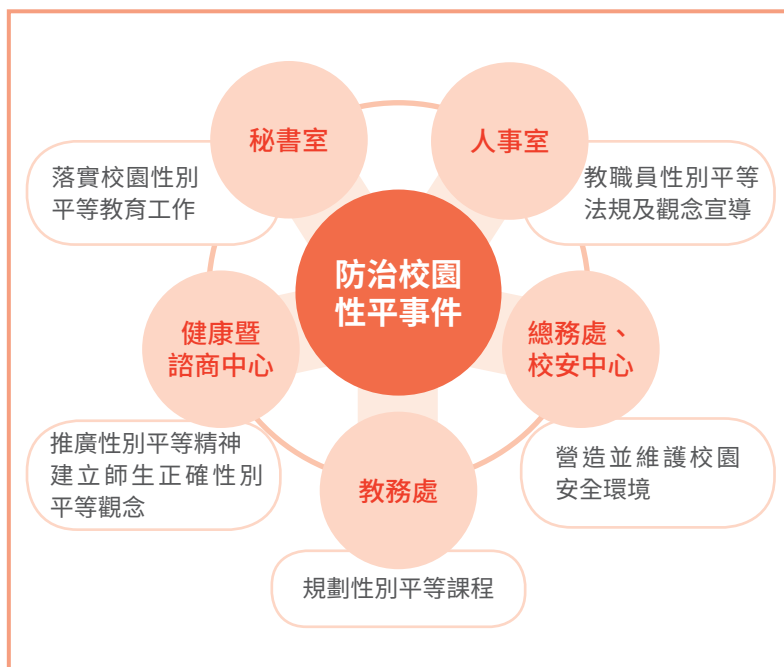 秘書室
人事室
落實校園性別
平等教育工作
教職員性別平等
法規及觀念宣導
防治校園
性平事件
健康暨
諮商中心
總務處、
校安中心
推廣性別平等精神
建立師生正確性別
平等觀念
營造並維護校園
安全環境
教務處
規劃性別平等課程